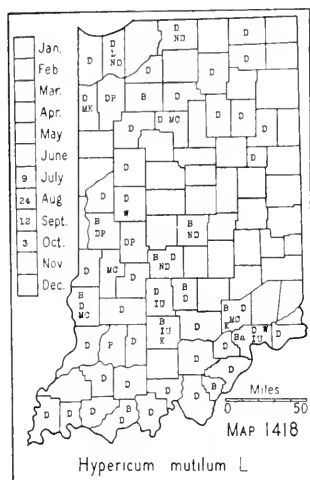 Jan.
Feb
Mar.
Apr.
May
June
9 July
24 Aug
12 Sept.
3 Oct.
Nov
Dec.
D
D
L
ND
D
ND
D
D
D
D
MK
DP
B
D
D
D
D
MC
D
D
D
D
D
W
B
DP
DP
B
ND
D
MC
D
B D
ND
D
B
D
MC
D
D
IU
B
D
B
MC
K
D
W
IU
D
D
P
D
B
IU
K
D
D
Ba
D
D
D
D
B
D
D
D
D
B
D
D
Miles
0 50
MAP 1418
Hypericum mutilum L